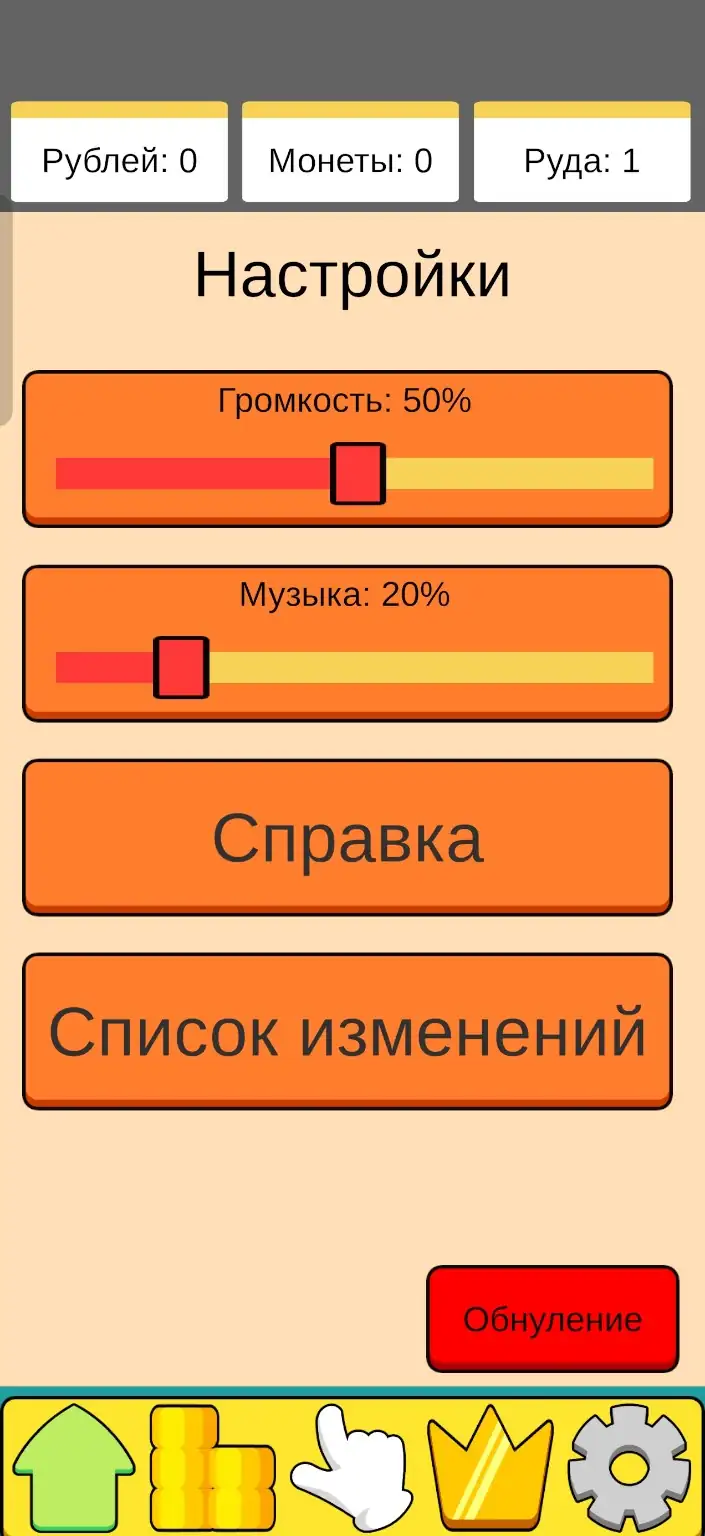 Рублей: 0
Монеты: 0
Руда: 1
Настройки
Громкость: 50%
Музыка: 20%
Справка
Список изменений
Обнуление